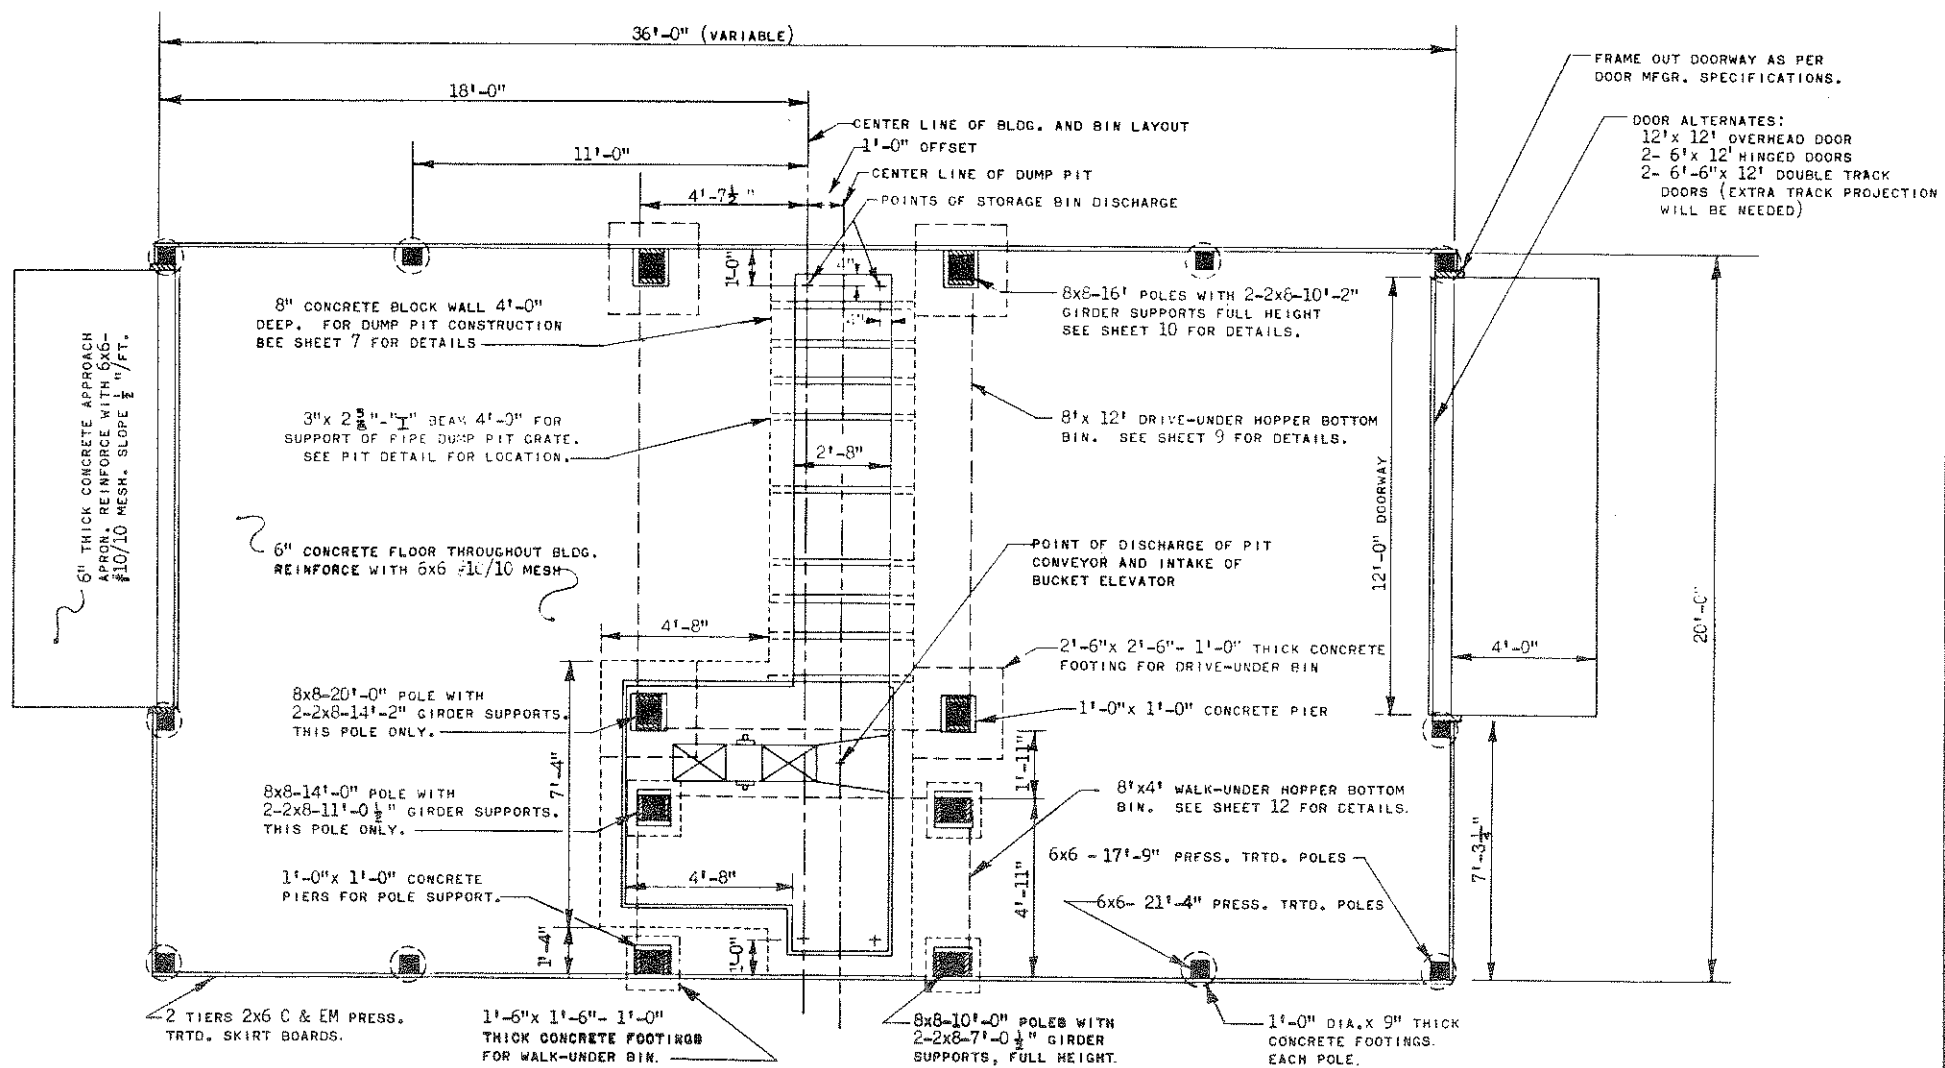 36'-0" (VARIABLE)
18'-0"
11'-0"
4'-7½"
CENTER LINE OF BLDG. AND BIN LAYOUT
1'-0" OFFSET
CENTER LINE OF DUMP PIT
POINTS OF STORAGE BIN DISCHARGE
FRAME OUT DOORWAY AS PER
DOOR MFGR. SPECIFICATIONS.
DOOR ALTERNATES:
12'x 12' OVERHEAD DOOR
2- 6'x 12' HINGED DOORS
2- 6'-6"x 12' DOUBLE TRACK
DOORS (EXTRA TRACK PROJECTION
WILL BE NEEDED)
1'-0"
4"
4"
8" CONCRETE BLOCK WALL 4'-0"
DEEP. FOR DUMP PIT CONSTRUCTION
SEE SHEET 7 FOR DETAILS
8x8-16' POLES WITH 2-2x8-10'-2"
GIRDER SUPPORTS FULL HEIGHT
SEE SHEET 10 FOR DETAILS.
6" THICK CONCRETE APPROACH
APRON. REINFORCE WITH 6x6-
#10/10 MESH. SLOPE ½ "/FT.
3"x 2⅝"-"I" BEAM 4'-0" FOR
SUPPORT OF PIPE DUMP PIT GRATE.
SEE PIT DETAIL FOR LOCATION.
8'x 12' DRIVE-UNDER HOPPER BOTTOM
BIN. SEE SHEET 9 FOR DETAILS.
2'-8"
12'-0" DOORWAY
6" CONCRETE FLOOR THROUGHOUT BLDG.
REINFORCE WITH 6x6 #10/10 MESH
POINT OF DISCHARGE OF PIT
CONVEYOR AND INTAKE OF
BUCKET ELEVATOR
20'-0"
4'-8"
2'-6"x 2'-6"- 1'-0" THICK CONCRETE
FOOTING FOR DRIVE-UNDER BIN
4'-0"
8x8-20'-0" POLE WITH
2-2x8-14'-2" GIRDER SUPPORTS.
THIS POLE ONLY.
1'-0"x 1'-0" CONCRETE PIER
7'-4"
1'-11"
8x8-14'-0" POLE WITH
2-2x8-11'-0½" GIRDER SUPPORTS.
THIS POLE ONLY.
8'x4' WALK-UNDER HOPPER BOTTOM
BIN. SEE SHEET 12 FOR DETAILS.
7'-3½"
6x6 - 17'-9" PRESS. TRTD. POLES
1'-0"x 1'-0" CONCRETE
PIERS FOR POLE SUPPORT.
4'-8"
4'-11"
6x6- 21'-4" PRESS. TRTD. POLES
1'-4"
1'-0"
2 TIERS 2x6 C & EM PRESS.
TRTD. SKIRT BOARDS.
1'-6"x 1'-6"- 1'-0"
THICK CONCRETE FOOTINGS
FOR WALK-UNDER BIN.
8x8-10'-0" POLES WITH
2-2x8-7'-0½" GIRDER
SUPPORTS, FULL HEIGHT.
1'-0" DIA.x 9" THICK
CONCRETE FOOTINGS.
EACH POLE.